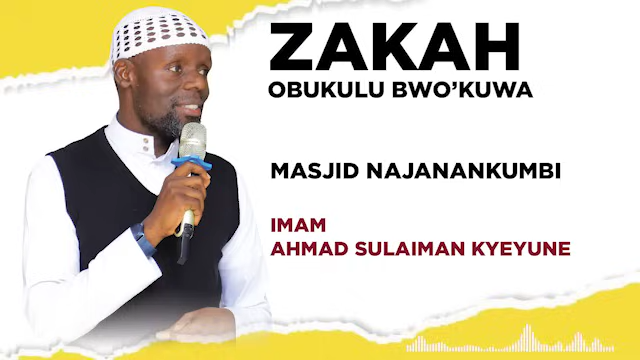 ZAKAH
OBUKULU BWO’KUWA
MASJID NAJANANKUMBI
IMAM
AHMAD SULAIMAN KYEYUNE